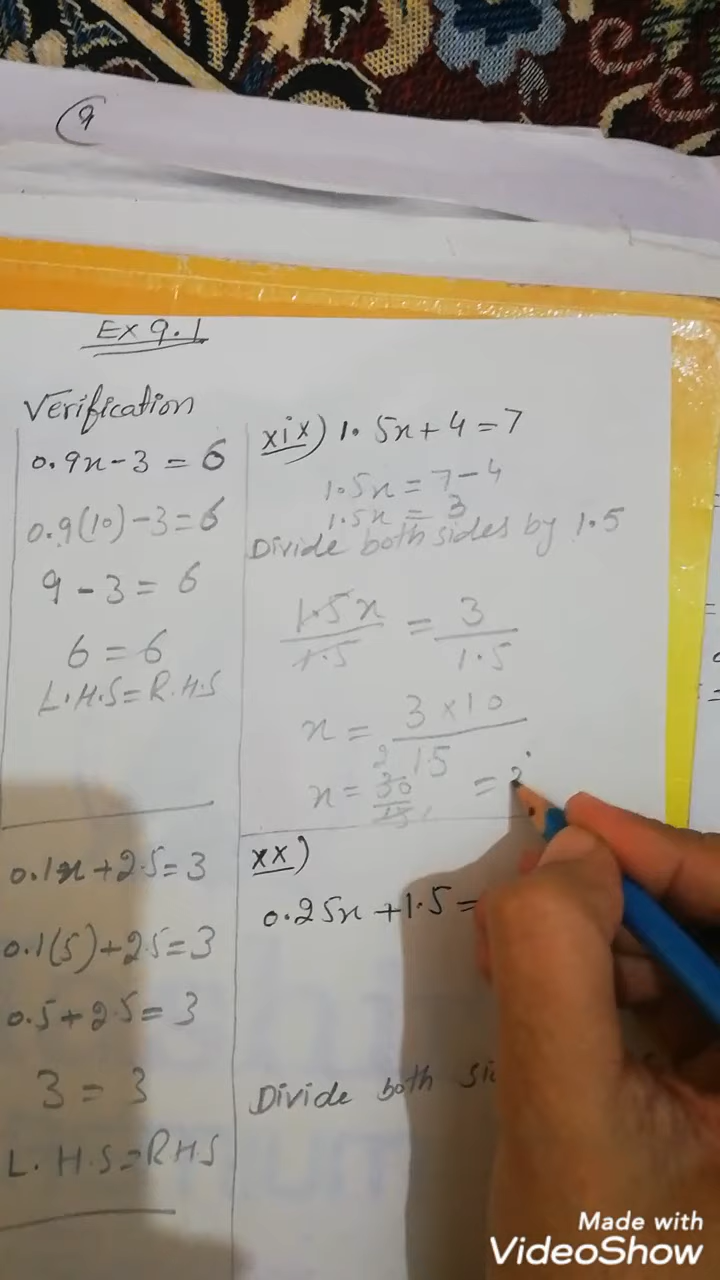 9
Ex 9.1
Verification
0.9x-3 = 6
0.9(10)-3=6
9-3= 6
6=6
L.H.S=R.H.S
0.1x+2.5=3
0.1(5)+2.5=3
0.5+2.5=3
3=3
L.H.S=RHS
xix) 1.5x+4=7
1.5x=7-4
1.5x=3
Divide both sides by 1.5
1.5x/1.5 = 3/1.5
x = 3×10/15
x = 30/15 = 2
xx)
0.25x+1.5=
Divide both
Made with
VideoShow